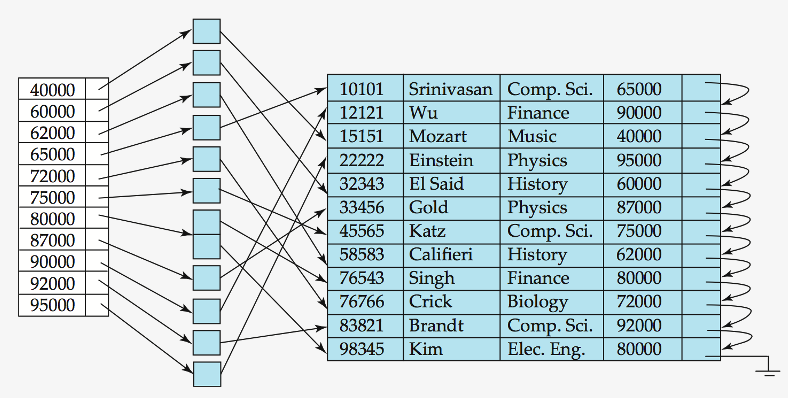 40000
60000
62000
65000
72000
75000
80000
87000
90000
92000
95000
10101 Srinivasan Comp. Sci. 65000
12121 Wu Finance 90000
15151 Mozart Music 40000
22222 Einstein Physics 95000
32343 El Said History 60000
33456 Gold Physics 87000
45565 Katz Comp. Sci. 75000
58583 Califieri History 62000
76543 Singh Finance 80000
76766 Crick Biology 72000
83821 Brandt Comp. Sci. 92000
98345 Kim Elec. Eng. 80000